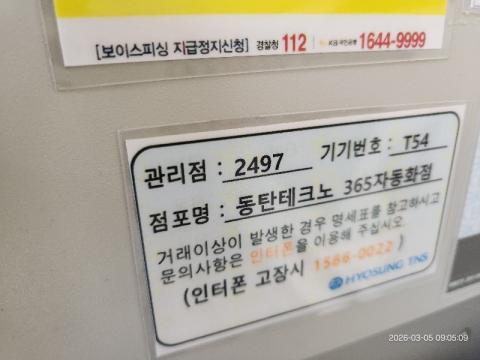 [보이스피싱 지급정지신청] 경찰청 112 KB국민은행 1644-9999
관리점 : 2497 기기번호 : T54
점포명 : 동탄테크노 365자동화점
거래이상이 발생한 경우 명세표를 참고하시고
문의사항은 인터폰을 이용해 주십시오.
(인터폰 고장시 1566-0022)
HYOSUNG TNS
2026-03-05 09:05:09